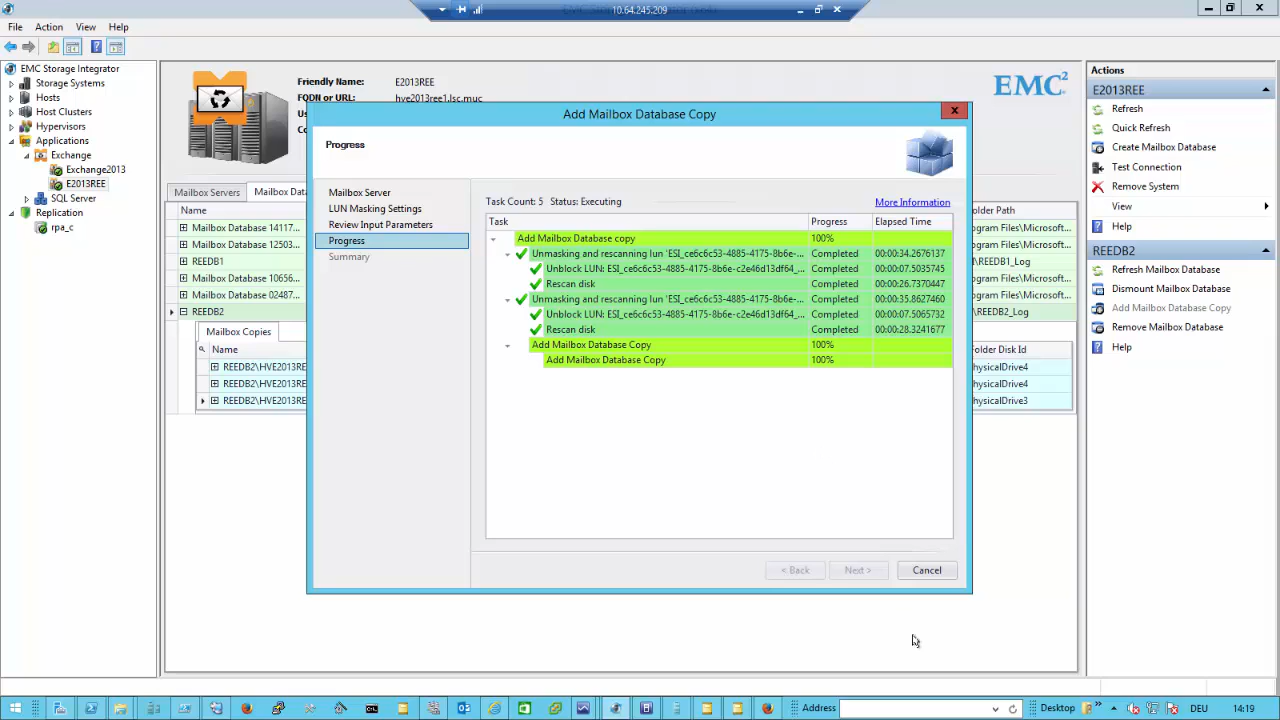 10.64.245.209
File Action View Help
EMC Storage Integrator
Storage Systems
Hosts
Host Clusters
Hypervisors
Applications
Exchange
Exchange2013
E2013REE
SQL Server
Replication
rpa_c
Friendly Name: E2013REE
FQDN or URL: hve2013ree1.lsc.muc
EMC²
Mailbox Servers
Mailbox Dat
Name
Mailbox Database 14117
Mailbox Database 12503
REEDB1
Mailbox Database 10656
Mailbox Database 02487
REEDB2
Mailbox Copies
Name
REEDB2\HVE2013RE
REEDB2\HVE2013RE
REEDB2\HVE2013RE
older Path
ogram Files\Microsoft...
ogram Files\Microsoft...
\REEDB1_Log
ogram Files\Microsoft...
ogram Files\Microsoft...
\REEDB2_Log
older Disk Id
hysicalDrive4
hysicalDrive4
hysicalDrive3
Add Mailbox Database Copy
Progress
Mailbox Server
LUN Masking Settings
Review Input Parameters
Progress
Summary
Task Count: 5 Status: Executing
More Information
Task Progress Elapsed Time
Add Mailbox Database copy 100%
Unmasking and rescanning lun 'ESI_ce6c6c53-4885-4175-8b6e-... Completed 00:00:34.2676137
Unblock LUN: ESI_ce6c6c53-4885-4175-8b6e-c2e46d13df64_... Completed 00:00:07.5035745
Rescan disk Completed 00:00:26.7370447
Unmasking and rescanning lun 'ESI_ce6c6c53-4885-4175-8b6e-... Completed 00:00:35.8627460
Unblock LUN: ESI_ce6c6c53-4885-4175-8b6e-c2e46d13df64_... Completed 00:00:07.5065732
Rescan disk Completed 00:00:28.3241677
Add Mailbox Database Copy 100%
Add Mailbox Database Copy 100%
< Back Next > Cancel
Actions
E2013REE
Refresh
Quick Refresh
Create Mailbox Database
Test Connection
Remove System
View
Help
REEDB2
Refresh Mailbox Database
Dismount Mailbox Database
Add Mailbox Database Copy
Remove Mailbox Database
Help
Address
Desktop
DEU
14:19